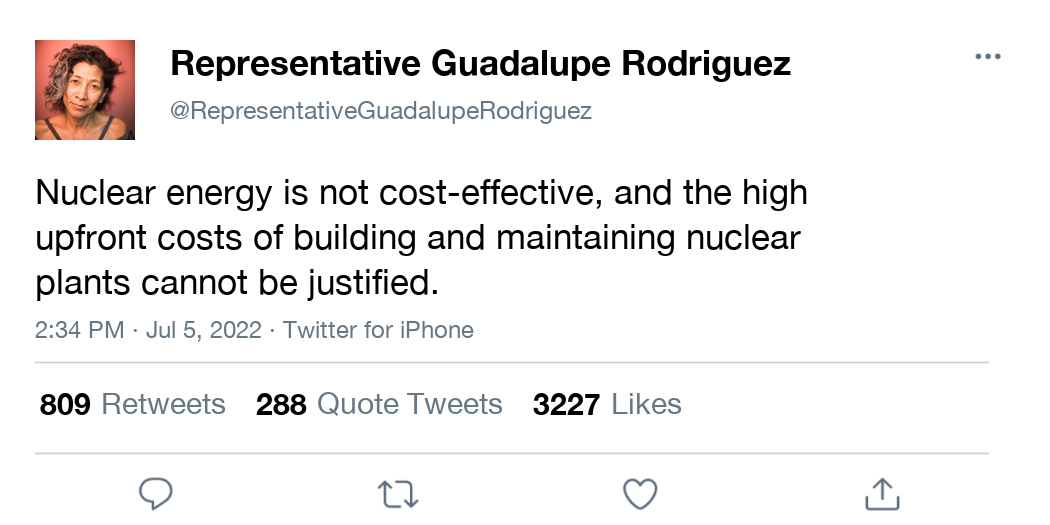 Representative Guadalupe Rodriguez
@RepresentativeGuadalupeRodriguez
Nuclear energy is not cost-effective, and the high
upfront costs of building and maintaining nuclear
plants cannot be justified.
2:34 PM · Jul 5, 2022 · Twitter for iPhone
809 Retweets 288 Quote Tweets 3227 Likes